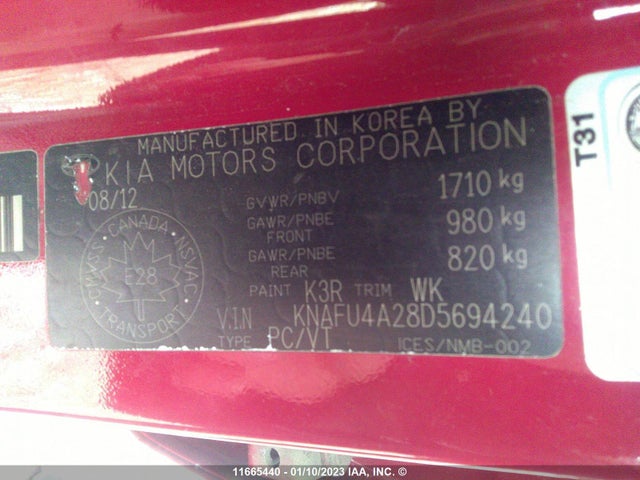 MANUFACTURED IN KOREA BY
KIA MOTORS CORPORATION
08/12
GVWR/PNBV 1710 kg
GAWR/PNBE FRONT 980 kg
GAWR/PNBE REAR 820 kg
PAINT K3R TRIM WK
V.I.N KNAFU4A28D5694240
TYPE PC/VT ICES/NMB-002
CMVSS CANADA NSVAC
E28
TRANSPORT
T31
11665440 - 01/10/2023 IAA, INC. ©